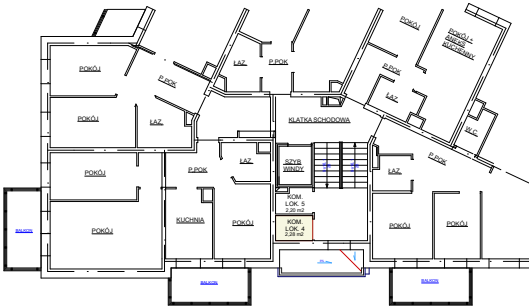 POKÓJ
POKÓJ +
ANEKS
KUCHENNY
POKÓJ
ŁAZ.
P.POK
P.POK
P.POK
ŁAZ.
POKÓJ
ŁAZ.
KLATKA SCHODOWA
W.C.
POKÓJ
P.POK
ŁAZ.
SZYB
WINDY
P.POK
ŁAZ.
POKÓJ
KOM.
LOK. 5
2,20 m2
KUCHNIA
POKÓJ
KOM.
LOK. 4
2,28 m2
POKÓJ
POKÓJ
BALKON
POKÓJ
BALKON
BALKON